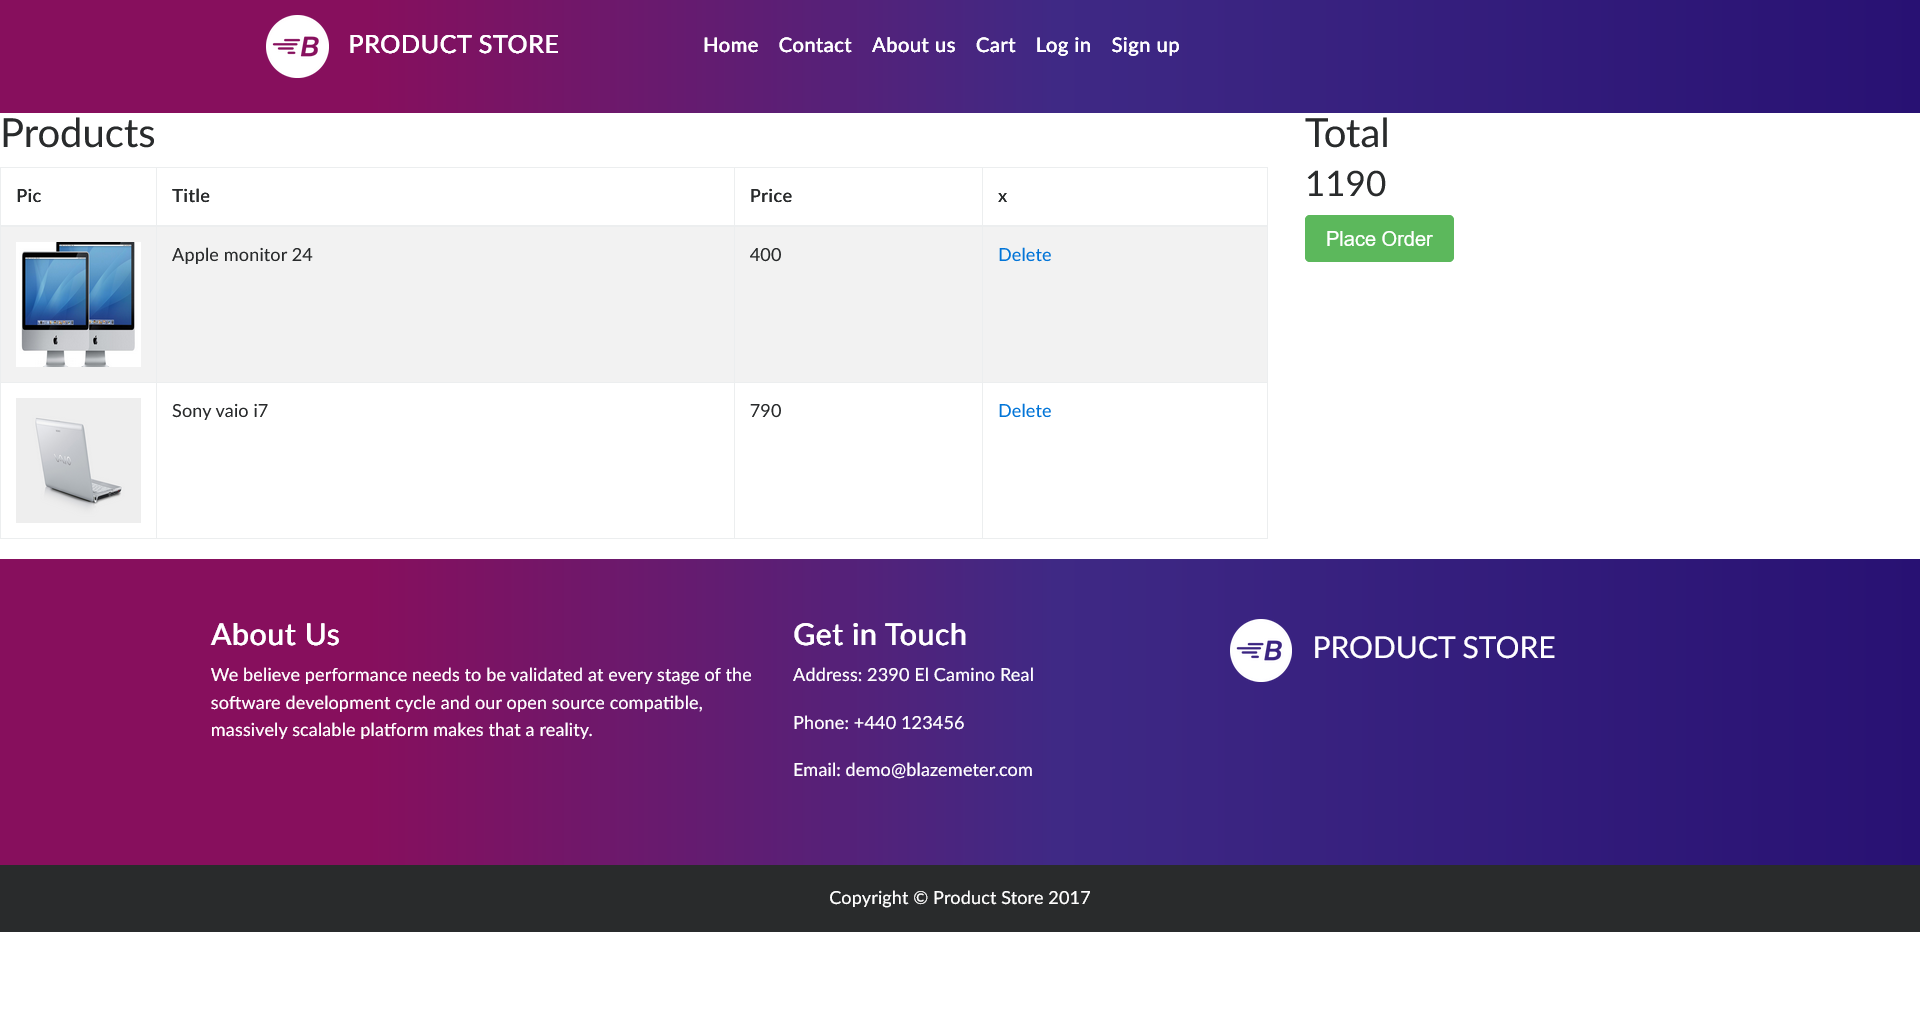 B PRODUCT STORE Home Contact About us Cart Log in Sign up
Products
Pic Title Price x
Apple monitor 24 400 Delete
Sony vaio i7 790 Delete
VAIO
Total
1190
Place Order
About Us
We believe performance needs to be validated at every stage of the
software development cycle and our open source compatible,
massively scalable platform makes that a reality.
Get in Touch
Address: 2390 El Camino Real
Phone: +440 123456
Email: demo@blazemeter.com
B PRODUCT STORE
Copyright © Product Store 2017